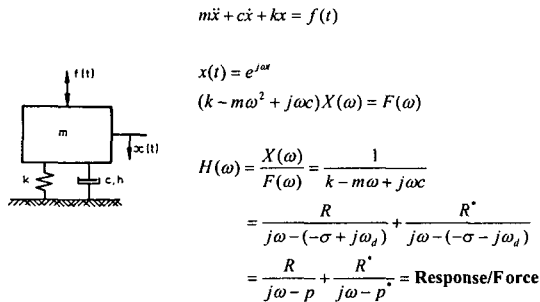 mẍ + cẋ + kx = f(t)
x(t) = e^{jωt}
(k − mω² + jωc) X(ω) = F(ω)
f(t)
m
x(t)
k
c, h
H(ω) = X(ω)/F(ω) = 1/(k − mω + jωc)
= R/(jω − (−σ + jω_d)) + R*/(jω − (−σ − jω_d))
= R/(jω − p) + R*/(jω − p*) = Response/Force